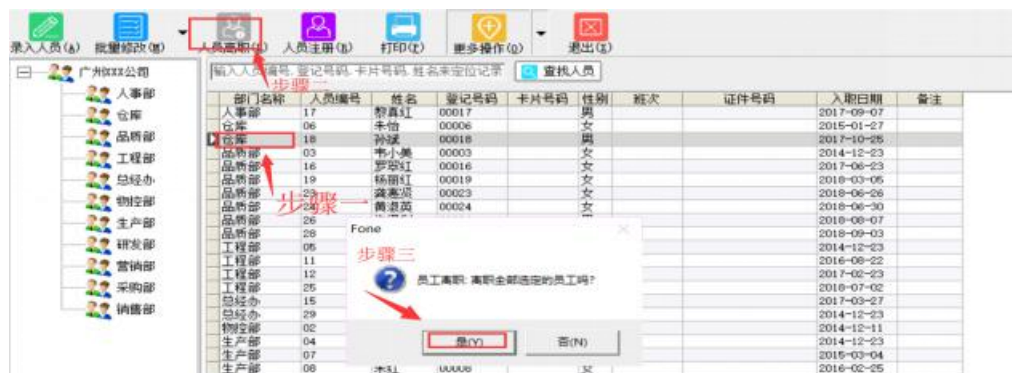 录入人员(A) 批量修改(M) 人员离职(L) 人员注册(R) 打印(P) 更多操作(O) 退出(E)
广州XXX公司
人事部
仓库
品质部
工程部
总经办
物控部
生产部
研发部
营销部
采购部
销售部
输入人员编号, 登记号码, 卡片号码, 姓名来定位记录 查找人员
步骤二
部门名称 人员编号 姓名 登记号码 卡片号码 性别 班次 证件号码 入职日期 备注
人事部 17 黎真红 00017 男 2017-09-07
仓库 06 朱怡 00006 女 2015-01-27
仓库 18 孙斌 00018 男 2017-10-25
品质部 03 韦小美 00003 女 2014-12-23
品质部 16 罗翠红 00016 女 2017-06-23
品质部 19 杨丽红 00019 女 2018-03-05
品质部 23 龚惠贤 00023 女 2018-06-26
品质部 黄退英 00024 女 2018-06-30
品质部 26 2018-08-07
品质部 28 2018-09-03
工程部 05 2014-12-23
工程部 11 2016-08-22
工程部 12 2017-02-23
工程部 25 2018-07-02
总经办 15 2017-03-27
总经办 29 2014-12-23
物控部 02 2014-12-11
生产部 04 2014-12-23
生产部 07 2015-03-04
生产部 08 朱红 00008 女 2016-02-25
步骤一
Fone
步骤三
员工离职: 离职全部选定的员工吗?
是(Y) 否(N)